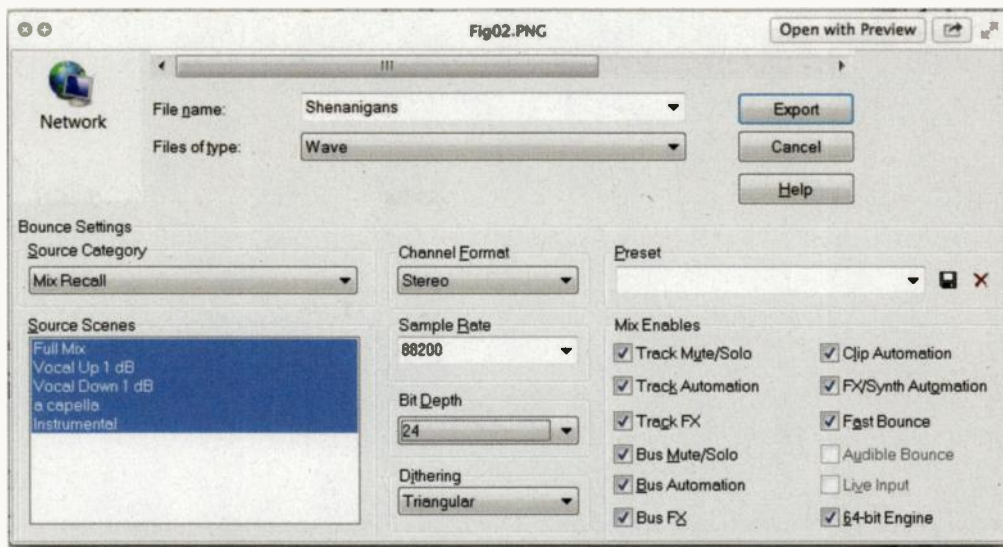 Fig02.PNG
Open with Preview
Network
File name:
Shenanigans
Export
Files of type:
Wave
Cancel
Help
Bounce Settings
Source Category
Mix Recall
Channel Format
Stereo
Preset
Source Scenes
Full Mix
Vocal Up 1 dB
Vocal Down 1 dB
a capella
Instrumental
Sample Rate
88200
Bit Depth
24
Dithering
Triangular
Mix Enables
Track Mute/Solo
Track Automation
Track FX
Bus Mute/Solo
Bus Automation
Bus FX
Clip Automation
FX/Synth Automation
Fast Bounce
Audible Bounce
Live Input
64-bit Engine